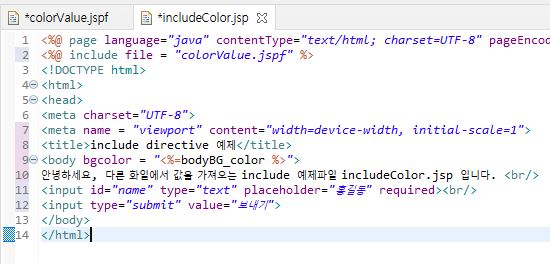 *colorValue.jspf
*includeColor.jsp
1 <%@ page language="java" contentType="text/html; charset=UTF-8" pageEncod
2 <%@ include file = "colorValue.jspf" %>
3 <!DOCTYPE html>
4 <html>
5 <head>
6 <meta charset="UTF-8">
7 <meta name = "viewport" content="width=device-width, initial-scale=1">
8 <title>include directive 예제</title>
9 <body bgcolor = "<%=bodyBG_color %>">
10 안녕하세요, 다른 화일에서 값을 가져오는 include 예제파일 includeColor.jsp 입니다. <br/>
11 <input id="name" type="text" placeholder="홍길동" required><br/>
12 <input type="submit" value="보내기">
13 </body>
14 </html>